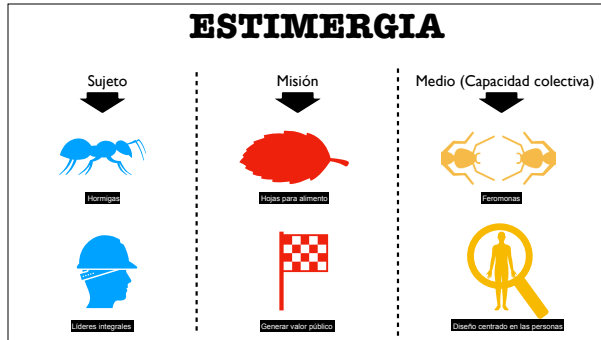 ESTIMERGIA
Sujeto
Misión
Medio (Capacidad colectiva)
Hormigas
Hojas para alimento
Feromonas
Líderes integrales
Generar valor público
Diseño centrado en las personas